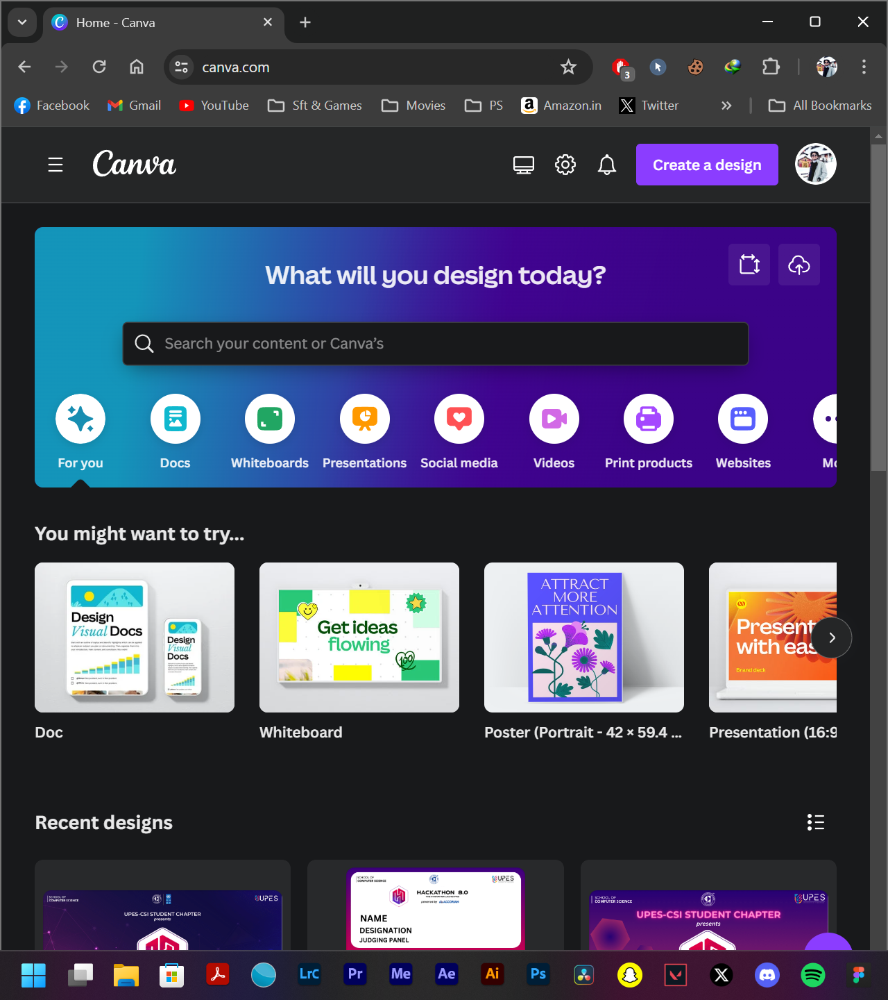 Home - Canva
canva.com
3
Facebook
Gmail
YouTube
Sft & Games
Movies
PS
Amazon.in
Twitter
All Bookmarks
Canva
Create a design
What will you design today?
Search your content or Canva's
For you
Docs
Whiteboards
Presentations
Social media
Videos
Print products
Websites
You might want to try...
Design
Visual Docs
Design
Visual
Docs
Get ideas
flowing
100
ATTRACT
MORE
ATTENTION
Present
with eas
Brand deck
Doc
Whiteboard
Poster (Portrait - 42 × 59.4 ...
Presentation (16:9
Recent designs
SCHOOL OF
COMPUTER SCIENCE
UPES
UPES-CSI STUDENT CHAPTER
presents
SCHOOL OF
COMPUTER SCIENCE
UPES
HACKATHON 8.0
powered by ACCORIAN
NAME
DESIGNATION
JUDGING PANEL
SCHOOL OF
COMPUTER SCIENCE
UPES
UPES-CSI STUDENT CHAPTER
presents
LrC
Pr
Me
Ae
Ai
Ps